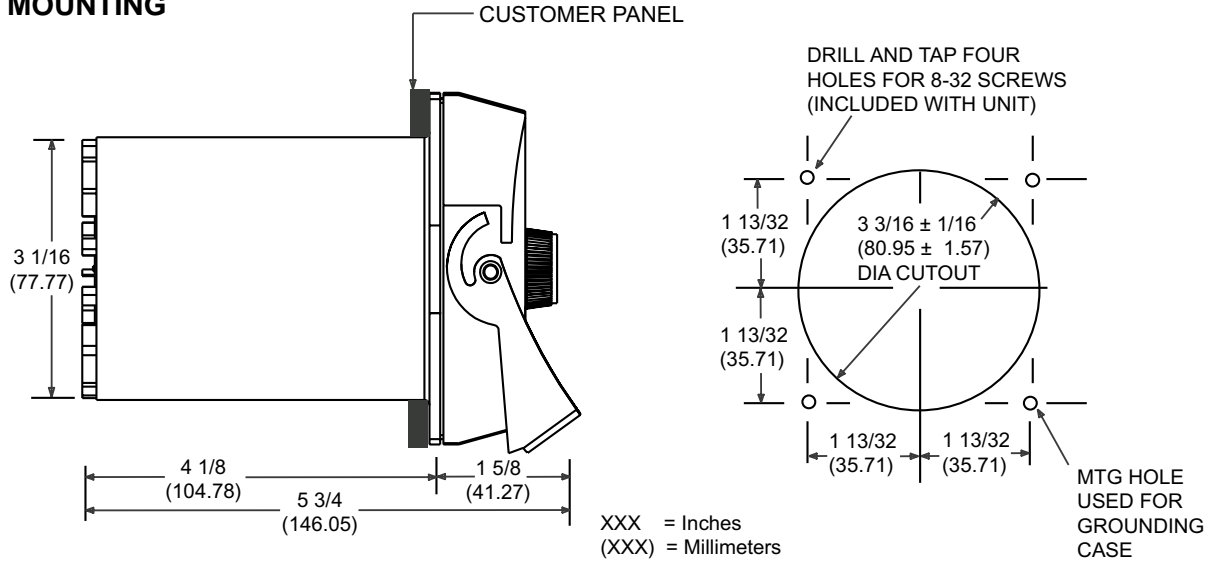 MOUNTING
CUSTOMER PANEL
3 1/16
(77.77)
4 1/8
(104.78)
1 5/8
(41.27)
5 3/4
(146.05)
XXX = Inches
(XXX) = Millimeters
DRILL AND TAP FOUR
HOLES FOR 8-32 SCREWS
(INCLUDED WITH UNIT)
1 13/32
(35.71)
3 3/16 ± 1/16
(80.95 ± 1.57)
DIA CUTOUT
1 13/32
(35.71)
1 13/32
(35.71)
1 13/32
(35.71)
MTG HOLE
USED FOR
GROUNDING
CASE